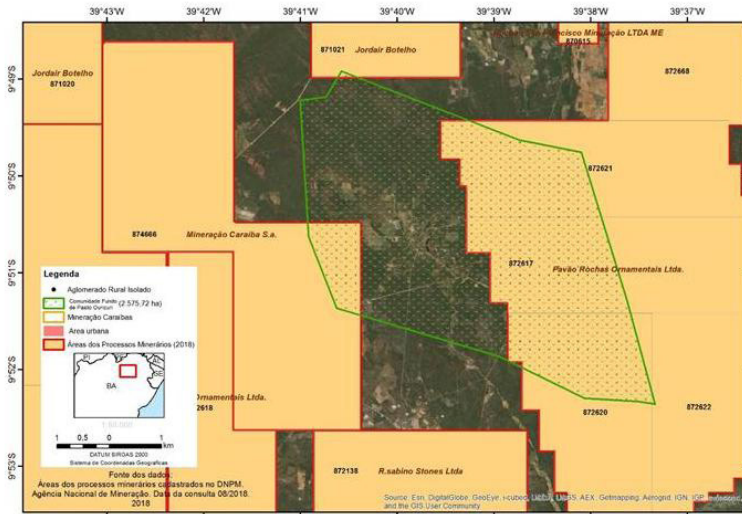 39°43'W 39°42'W 39°41'W 39°40'W 39°39'W 39°38'W 39°37'W
9°49'S
9°50'S
9°51'S
9°52'S
9°53'S
Jordair Botelho
871020
871021
Jordair Botelho
Mineração LTDA ME
870615
872668
872621
874666
Mineração Caraíba S.a.
872617
Pavão Rochas Ornamentais Ltda.
Ornamentais Ltda.
2618
872620
872622
872138
R.sabino Stones Ltda
Legenda
Aglomerado Rural Isolado
Comunidade Fundo
de Pasto Ouricuri (2.575,72 ha)
Mineração Caraíbas
Area urbana
Áreas dos Processos Minerários (2018)
PI
AL
SE
BA
1 0,5 0 1
km
DATUM SIRGAS 2000
Sistema de Coordenadas Geográficas
Fonte dos dados:
Áreas dos processos minerários cadastrados no DNPM.
Agência Nacional de Mineração. Data da consulta 08/2018.
2018
Source: Esri, DigitalGlobe, GeoEye, i-cubed, USGS, AEX, Getmapping, Aerogrid, IGN, IGP,
and the GIS User Community